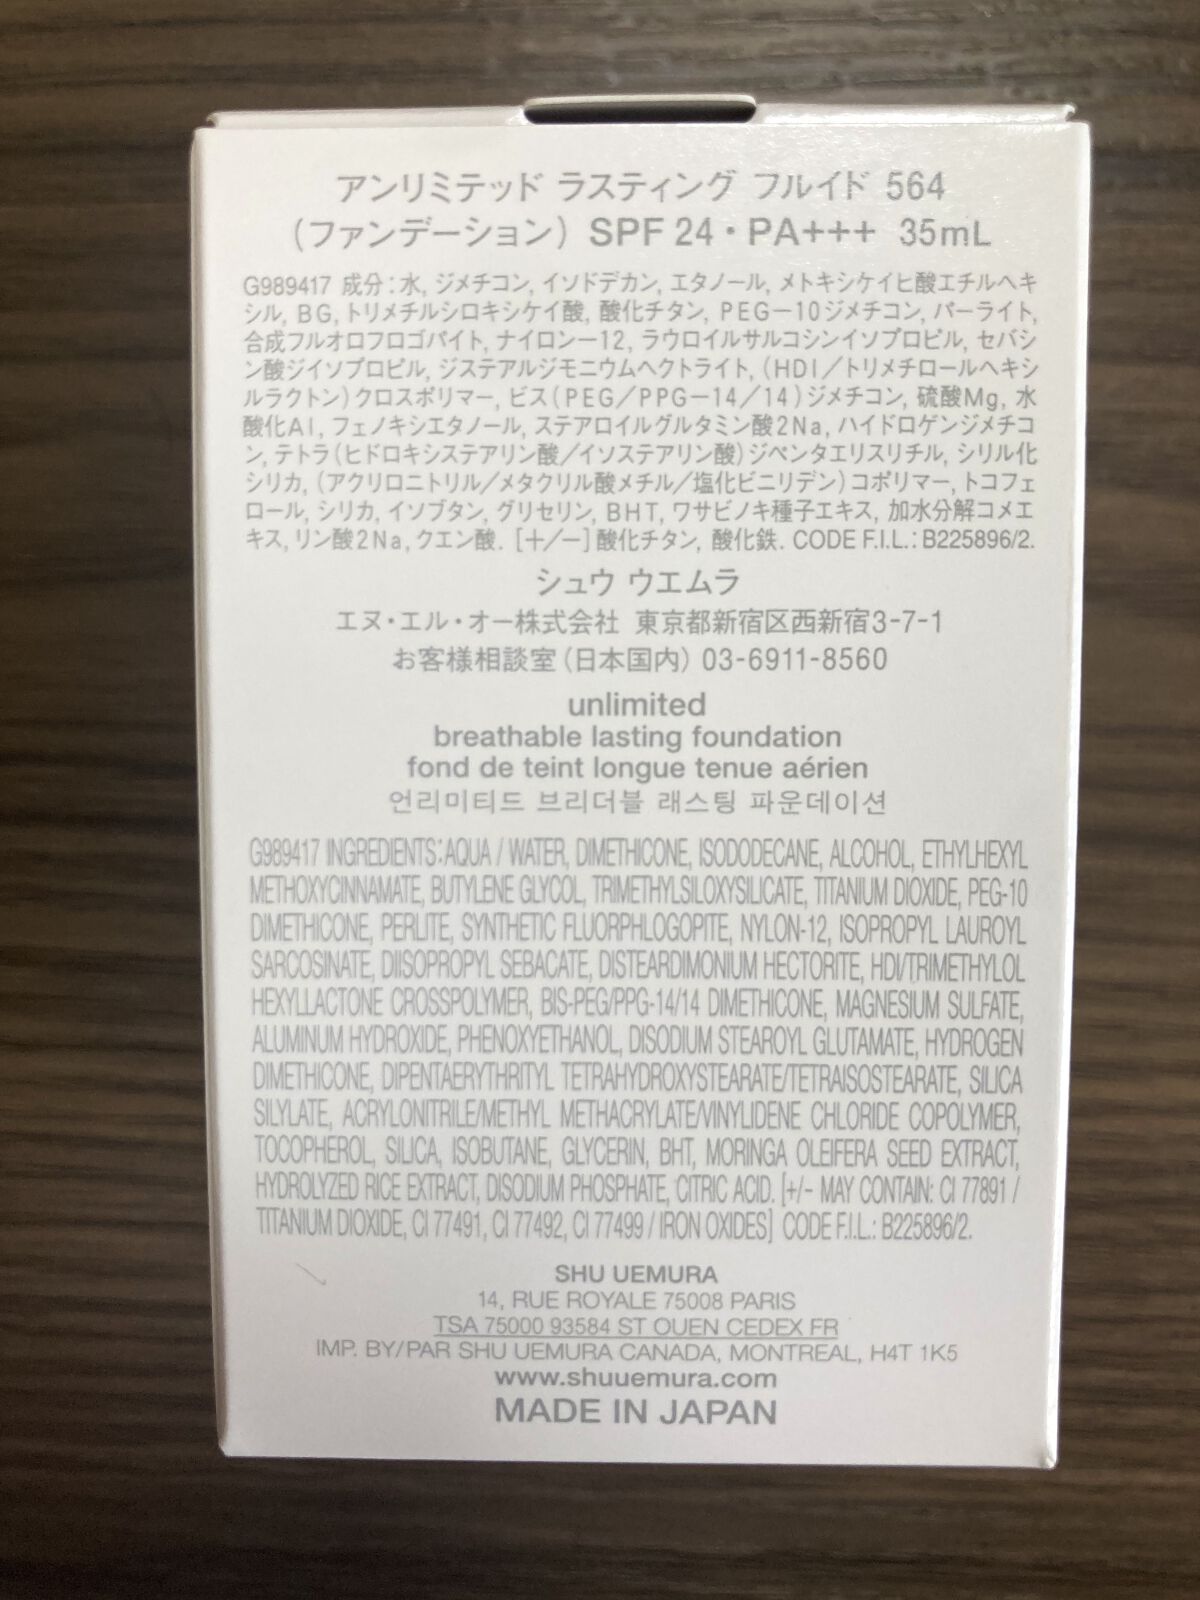 アンリミテッド ラスティング フルイド 564
(ファンデーション) SPF 24・PA+++ 35mL
G989417 成分：水, ジメチコン, イソドデカン, エタノール, メトキシケイヒ酸エチルヘキ
シル, BG, トリメチルシロキシケイ酸, 酸化チタン, PEG－10ジメチコン, パーライト,
合成フルオロフロゴパイト, ナイロン－12, ラウロイルサルコシンイソプロピル, セバシ
ン酸ジイソプロピル, ジステアルジモニウムヘクトライト, (HDI／トリメチロールヘキシ
ルラクトン)クロスポリマー, ビス(PEG／PPG－14／14)ジメチコン, 硫酸Mg, 水
酸化Al, フェノキシエタノール, ステアロイルグルタミン酸2Na, ハイドロゲンジメチコ
ン, テトラ(ヒドロキシステアリン酸／イソステアリン酸)ジペンタエリスリチル, シリル化
シリカ, (アクリロニトリル／メタクリル酸メチル／塩化ビニリデン)コポリマー, トコフェ
ロール, シリカ, イソブタン, グリセリン, BHT, ワサビノキ種子エキス, 加水分解コメエ
キス, リン酸2Na, クエン酸. [+/−]酸化チタン, 酸化鉄. CODE F.I.L.: B225896/2.
シュウ ウエムラ
エヌ・エル・オー株式会社 東京都新宿区西新宿3-7-1
お客様相談室(日本国内) 03-6911-8560
unlimited
breathable lasting foundation
fond de teint longue tenue aérien
언리미티드 브리더블 래스팅 파운데이션
G989417 INGREDIENTS: AQUA / WATER, DIMETHICONE, ISODODECANE, ALCOHOL, ETHYLHEXYL
METHOXYCINNAMATE, BUTYLENE GLYCOL, TRIMETHYLSILOXYSILICATE, TITANIUM DIOXIDE, PEG-10
DIMETHICONE, PERLITE, SYNTHETIC FLUORPHLOGOPITE, NYLON-12, ISOPROPYL LAUROYL
SARCOSINATE, DIISOPROPYL SEBACATE, DISTEARDIMONIUM HECTORITE, HDI/TRIMETHYLOL
HEXYLLACTONE CROSSPOLYMER, BIS-PEG/PPG-14/14 DIMETHICONE, MAGNESIUM SULFATE,
ALUMINUM HYDROXIDE, PHENOXYETHANOL, DISODIUM STEAROYL GLUTAMATE, HYDROGEN
DIMETHICONE, DIPENTAERYTHRITYL TETRAHYDROXYSTEARATE/TETRAISOSTEARATE, SILICA
SILYLATE, ACRYLONITRILE/METHYL METHACRYLATE/VINYLIDENE CHLORIDE COPOLYMER,
TOCOPHEROL, SILICA, ISOBUTANE, GLYCERIN, BHT, MORINGA OLEIFERA SEED EXTRACT,
HYDROLYZED RICE EXTRACT, DISODIUM PHOSPHATE, CITRIC ACID. [+/- MAY CONTAIN: CI 77891 /
TITANIUM DIOXIDE, CI 77491, CI 77492, CI 77499 / IRON OXIDES] CODE F.I.L.: B225896/2.
SHU UEMURA
14, RUE ROYALE 75008 PARIS
TSA 75000 93584 ST OUEN CEDEX FR
IMP. BY/PAR SHU UEMURA CANADA, MONTREAL, H4T 1K5
www.shuuemura.com
MADE IN JAPAN